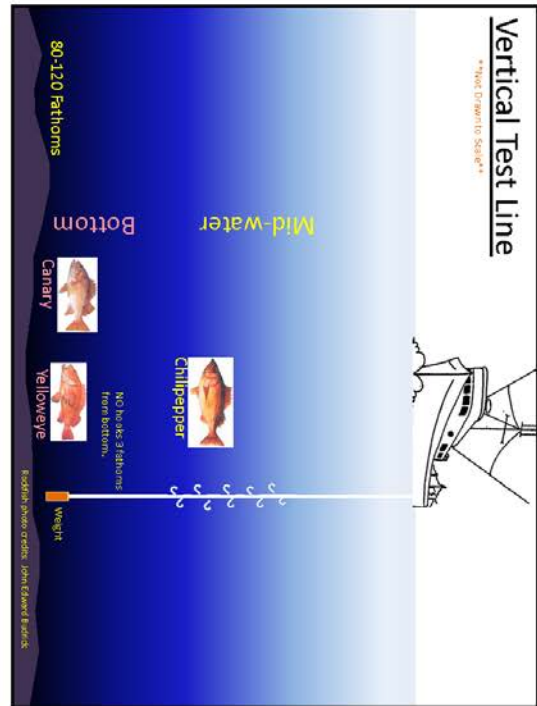 Vertical Test Line
**Not Drawn to Scale**
Mid-water
Chilipepper
Bottom
NO hooks 3 fathoms
from bottom.
Canary
Yelloweye
80-120 Fathoms
Weight
Rockfish photo credits: John Edward Budrick